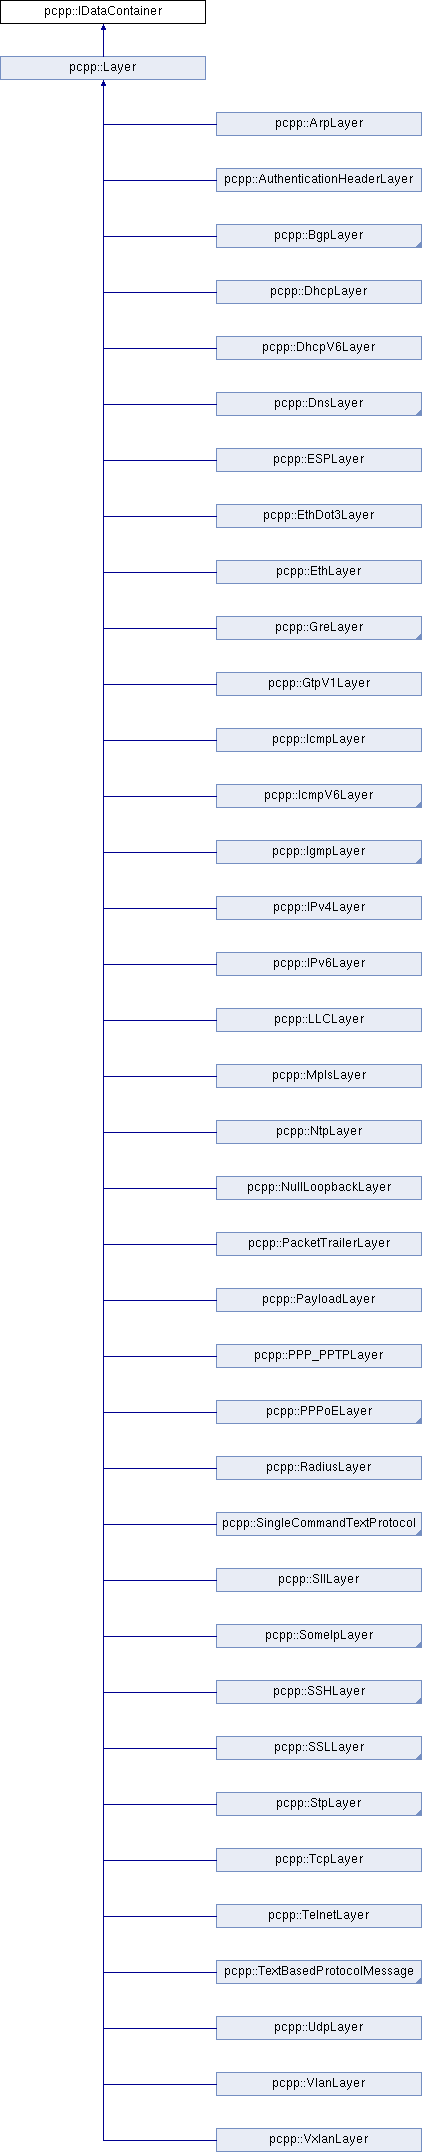 pcpp::IDataContainer
pcpp::Layer
pcpp::ArpLayer
pcpp::AuthenticationHeaderLayer
pcpp::BgpLayer
pcpp::DhcpLayer
pcpp::DhcpV6Layer
pcpp::DnsLayer
pcpp::ESPLayer
pcpp::EthDot3Layer
pcpp::EthLayer
pcpp::GreLayer
pcpp::GtpV1Layer
pcpp::IcmpLayer
pcpp::IcmpV6Layer
pcpp::IgmpLayer
pcpp::IPv4Layer
pcpp::IPv6Layer
pcpp::LLCLayer
pcpp::MplsLayer
pcpp::NtpLayer
pcpp::NullLoopbackLayer
pcpp::PacketTrailerLayer
pcpp::PayloadLayer
pcpp::PPP_PPTPLayer
pcpp::PPPoELayer
pcpp::RadiusLayer
pcpp::SingleCommandTextProtocol
pcpp::SllLayer
pcpp::SomeIpLayer
pcpp::SSHLayer
pcpp::SSLLayer
pcpp::StpLayer
pcpp::TcpLayer
pcpp::TelnetLayer
pcpp::TextBasedProtocolMessage
pcpp::UdpLayer
pcpp::VlanLayer
pcpp::VxlanLayer